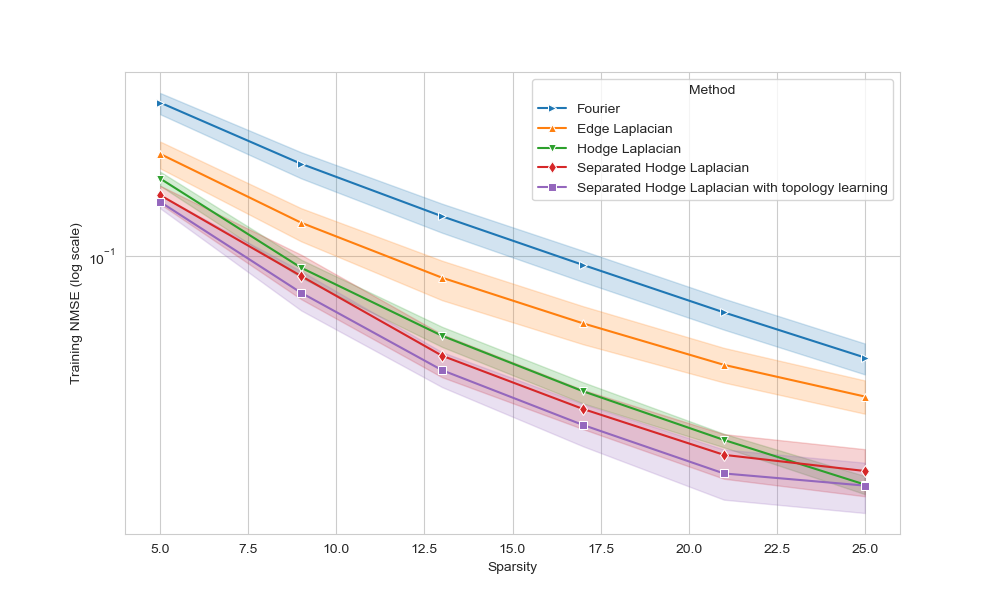 Method
Fourier
Edge Laplacian
Hodge Laplacian
Separated Hodge Laplacian
Separated Hodge Laplacian with topology learning
Training NMSE (log scale)
10⁻¹
5.0 7.5 10.0 12.5 15.0 17.5 20.0 22.5 25.0
Sparsity